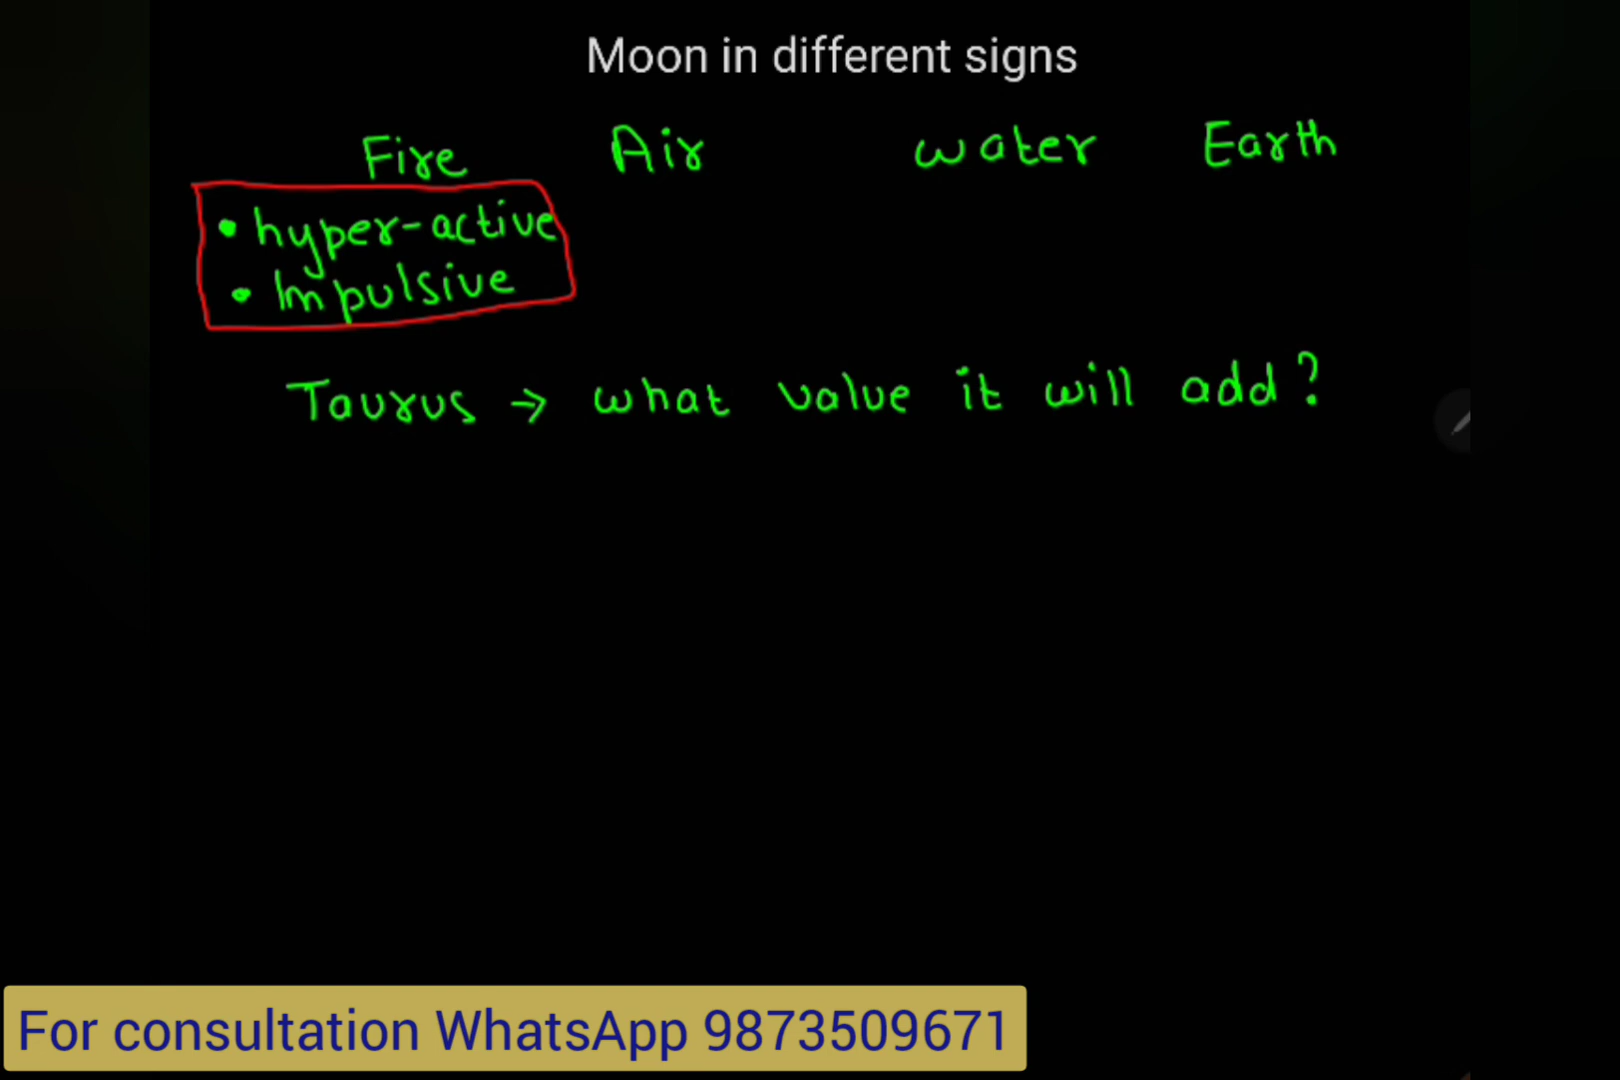 Moon in different signs
Fire Air water Earth
• hyper-active
• Impulsive
Taurus → what value it will add?
For consultation WhatsApp 9873509671